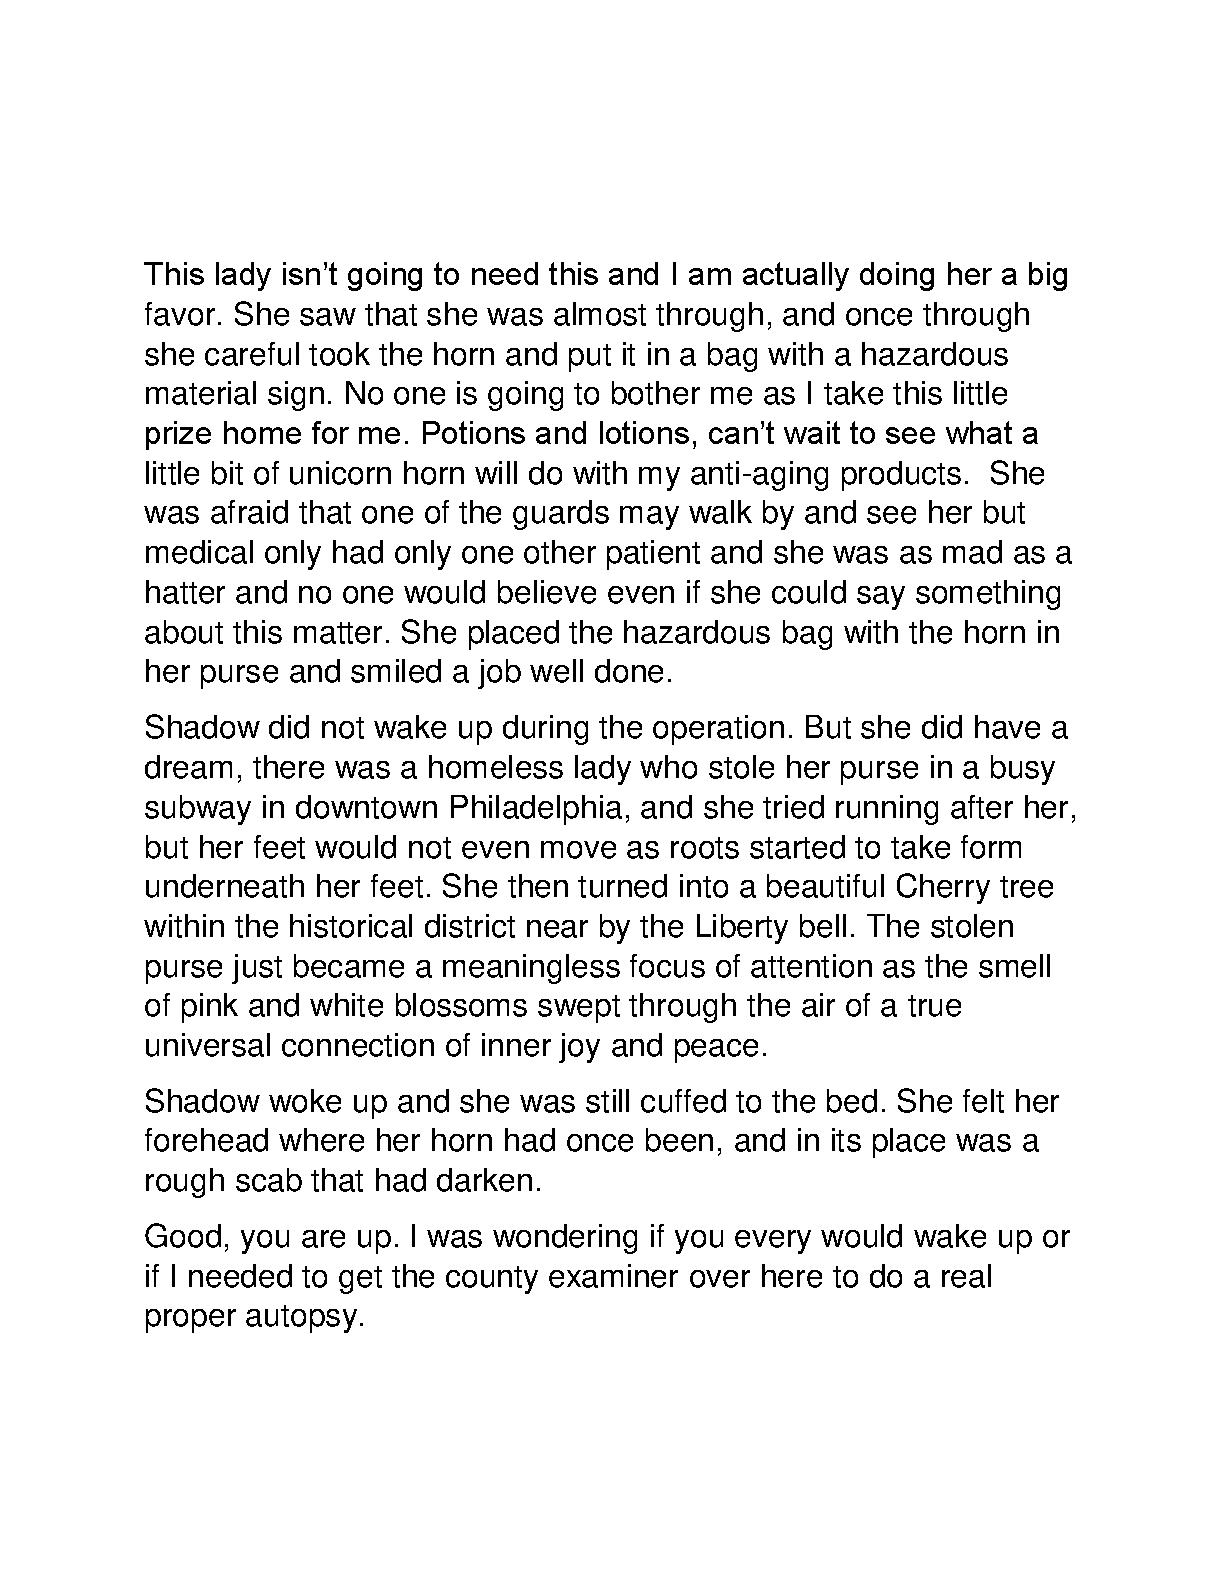 This lady isn’t going to need this and I am actually doing her a big
favor. She saw that she was almost through, and once through
she careful took the horn and put it in a bag with a hazardous
material sign. No one is going to bother me as I take this little
prize home for me. Potions and lotions, can’t wait to see what a
little bit of unicorn horn will do with my anti-aging products.  She
was afraid that one of the guards may walk by and see her but
medical only had only one other patient and she was as mad as a
hatter and no one would believe even if she could say something
about this matter. She placed the hazardous bag with the horn in
her purse and smiled a job well done.
Shadow did not wake up during the operation. But she did have a
dream, there was a homeless lady who stole her purse in a busy
subway in downtown Philadelphia, and she tried running after her,
but her feet would not even move as roots started to take form
underneath her feet. She then turned into a beautiful Cherry tree
within the historical district near by the Liberty bell. The stolen
purse just became a meaningless focus of attention as the smell
of pink and white blossoms swept through the air of a true
universal connection of inner joy and peace.
Shadow woke up and she was still cuffed to the bed. She felt her
forehead where her horn had once been, and in its place was a
rough scab that had darken.
Good, you are up. I was wondering if you every would wake up or
if I needed to get the county examiner over here to do a real
proper autopsy.